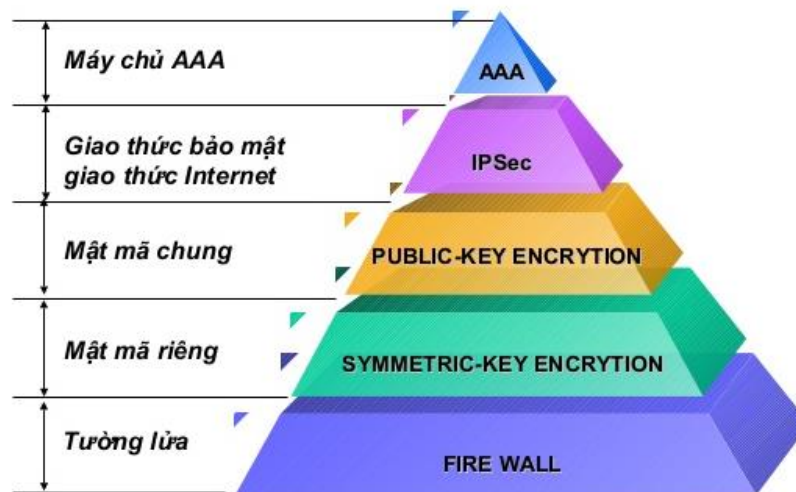 Máy chủ AAA
AAA
Giao thức bảo mật
giao thức Internet
IPSec
Mật mã chung
PUBLIC-KEY ENCRYTION
Mật mã riêng
SYMMETRIC-KEY ENCRYTION
Tường lửa
FIRE WALL